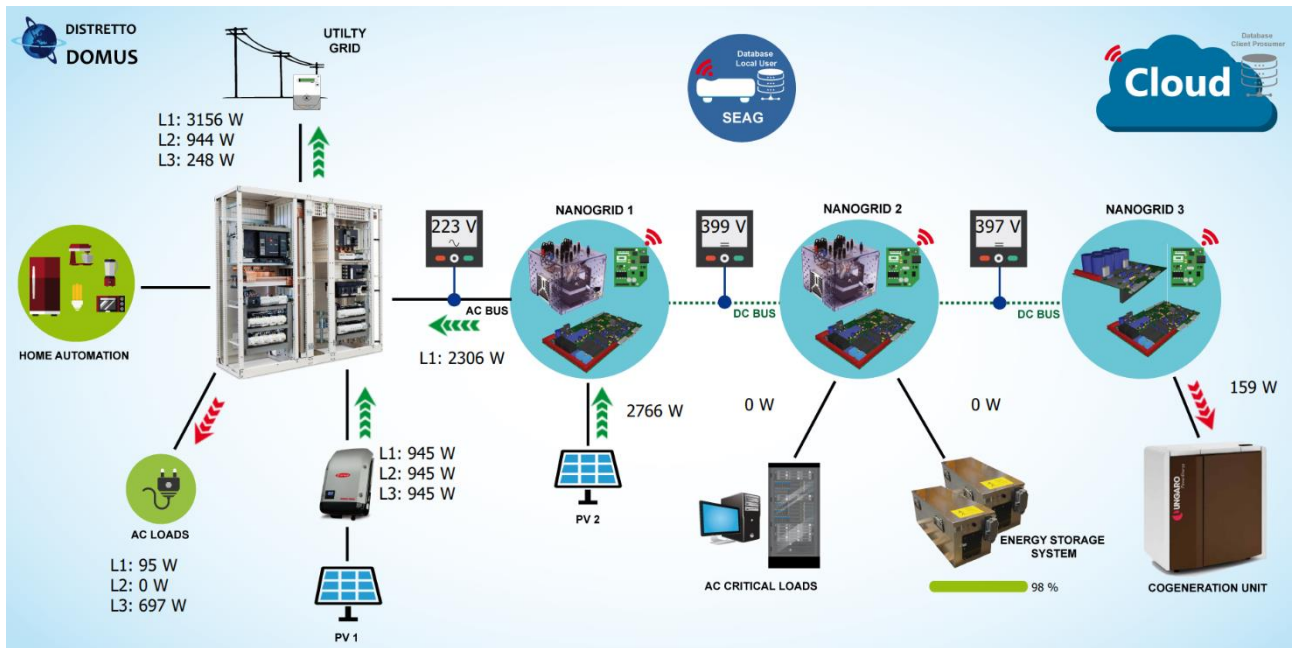 DISTRETTO
DOMUS
UTILTY
GRID
L1: 3156 W
L2: 944 W
L3: 248 W
Database
Local User
SEAG
Cloud
Database
Client Prosumer
223 V
NANOGRID 1
399 V
NANOGRID 2
397 V
NANOGRID 3
AC BUS
DC BUS
DC BUS
L1: 2306 W
HOME AUTOMATION
2766 W
0 W
0 W
159 W
L1: 945 W
L2: 945 W
L3: 945 W
AC LOADS
L1: 95 W
L2: 0 W
L3: 697 W
PV 1
PV 2
AC CRITICAL LOADS
ENERGY STORAGE
SYSTEM
98 %
UNGARO
COGENERATION UNIT